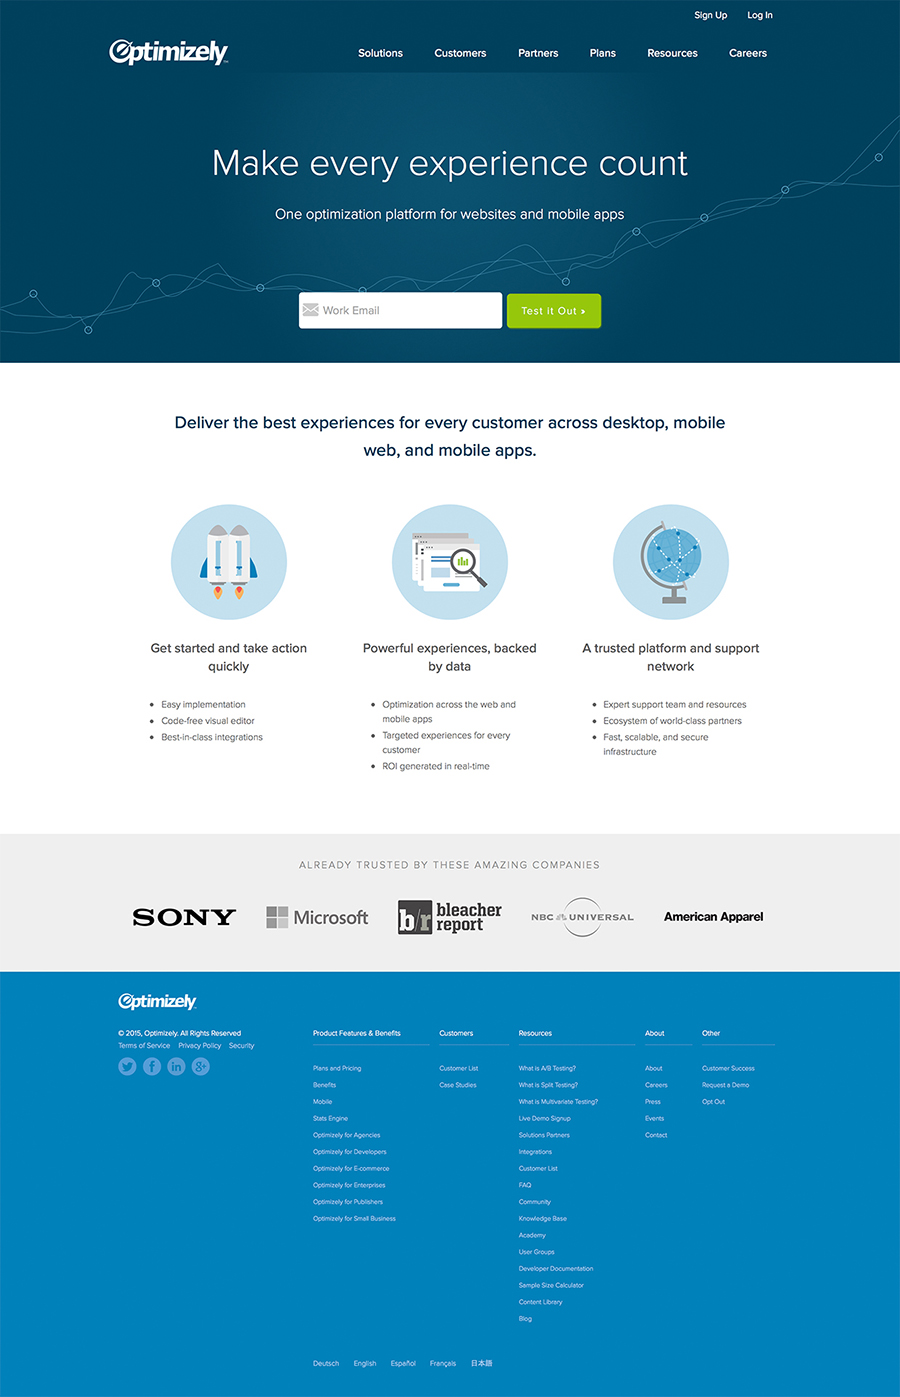 Sign Up Log In
Optimizely™
Solutions Customers Partners Plans Resources Careers
Make every experience count
One optimization platform for websites and mobile apps
Work Email
Test it Out »
Deliver the best experiences for every customer across desktop, mobile
web, and mobile apps.
Get started and take action
quickly
• Easy implementation
• Code-free visual editor
• Best-in-class integrations
Powerful experiences, backed
by data
• Optimization across the web and
mobile apps
• Targeted experiences for every
customer
• ROI generated in real-time
A trusted platform and support
network
• Expert support team and resources
• Ecosystem of world-class partners
• Fast, scalable, and secure
infrastructure
ALREADY TRUSTED BY THESE AMAZING COMPANIES
SONY
Microsoft
b/r bleacher
report
NBC UNIVERSAL
American Apparel
Optimizely
© 2015, Optimizely. All Rights Reserved
Terms of Service Privacy Policy Security
Product Features & Benefits
Plans and Pricing
Benefits
Mobile
Stats Engine
Optimizely for Agencies
Optimizely for Developers
Optimizely for E-commerce
Optimizely for Enterprises
Optimizely for Publishers
Optimizely for Small Business
Customers
Customer List
Case Studies
Resources
What is A/B Testing?
What is Split Testing?
What is Multivariate Testing?
Live Demo Signup
Solutions Partners
Integrations
Customer List
FAQ
Community
Knowledge Base
Academy
User Groups
Developer Documentation
Sample Size Calculator
Content Library
Blog
About
About
Careers
Press
Events
Contact
Other
Customer Success
Request a Demo
Opt Out
Deutsch English Español Français 日本語